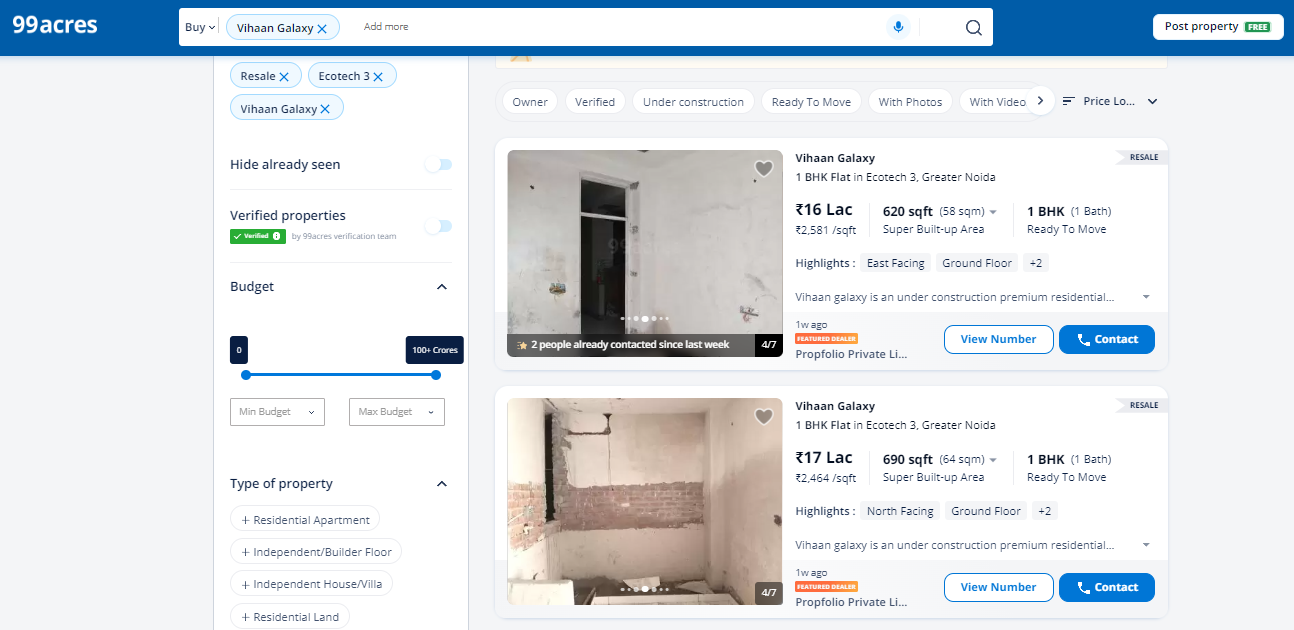 99acres
Buy
Vihaan Galaxy
Add more
Post property FREE
Resale
Ecotech 3
Vihaan Galaxy
Hide already seen
Verified properties
Verified by 99acres verification team
Budget
0
100+ Crores
Min Budget
Max Budget
Type of property
+ Residential Apartment
+ Independent/Builder Floor
+ Independent House/Villa
+ Residential Land
Owner
Verified
Under construction
Ready To Move
With Photos
With Video
Price Lo...
Vihaan Galaxy
RESALE
1 BHK Flat in Ecotech 3, Greater Noida
₹16 Lac
620 sqft (58 sqm)
1 BHK (1 Bath)
₹2,581 /sqft
Super Built-up Area
Ready To Move
Highlights : East Facing Ground Floor +2
Vihaan galaxy is an under construction premium residential...
2 people already contacted since last week
4/7
1w ago
FEATURED DEALER
Propfolio Private Li...
View Number
Contact
Vihaan Galaxy
RESALE
1 BHK Flat in Ecotech 3, Greater Noida
₹17 Lac
690 sqft (64 sqm)
1 BHK (1 Bath)
₹2,464 /sqft
Super Built-up Area
Ready To Move
Highlights : North Facing Ground Floor +2
Vihaan galaxy is an under construction premium residential...
4/7
1w ago
FEATURED DEALER
Propfolio Private Li...
View Number
Contact